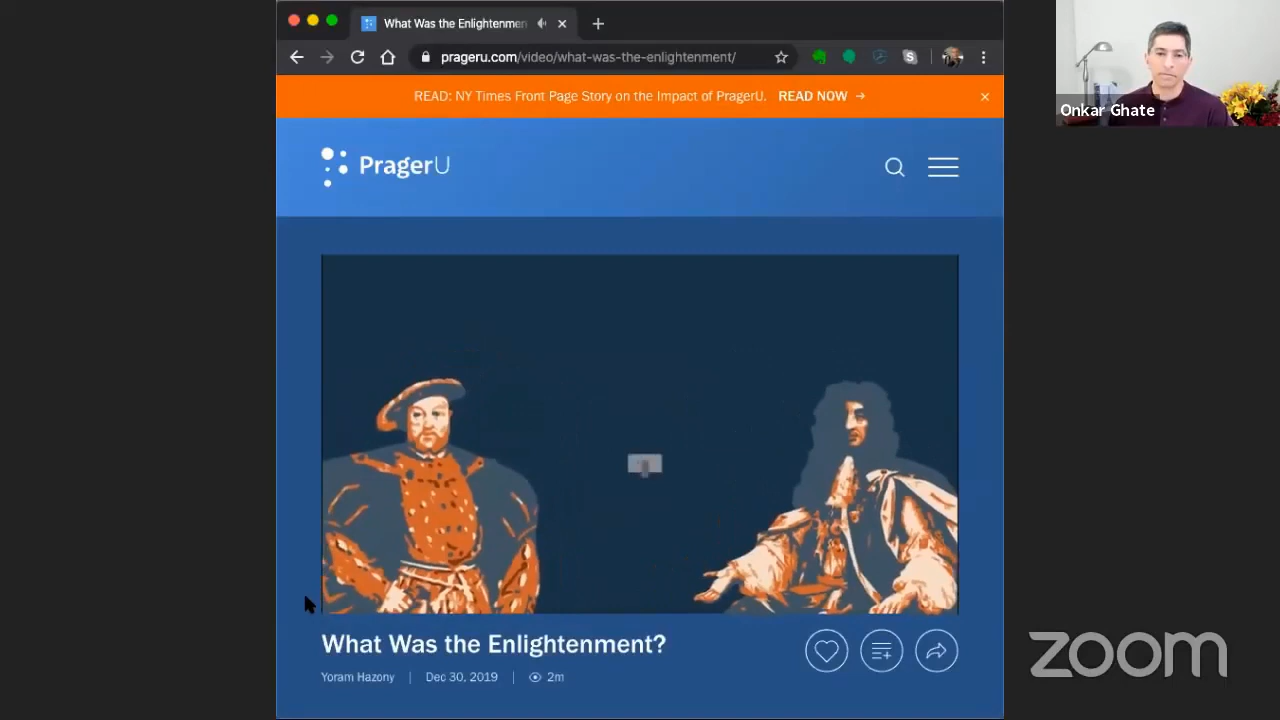 What Was the Enlightenmen
prageru.com/video/what-was-the-enlightenment/
READ: NY Times Front Page Story on the Impact of PragerU. READ NOW →
PragerU
What Was the Enlightenment?
Yoram Hazony | Dec 30, 2019 | 2m
Onkar Ghate
zoom